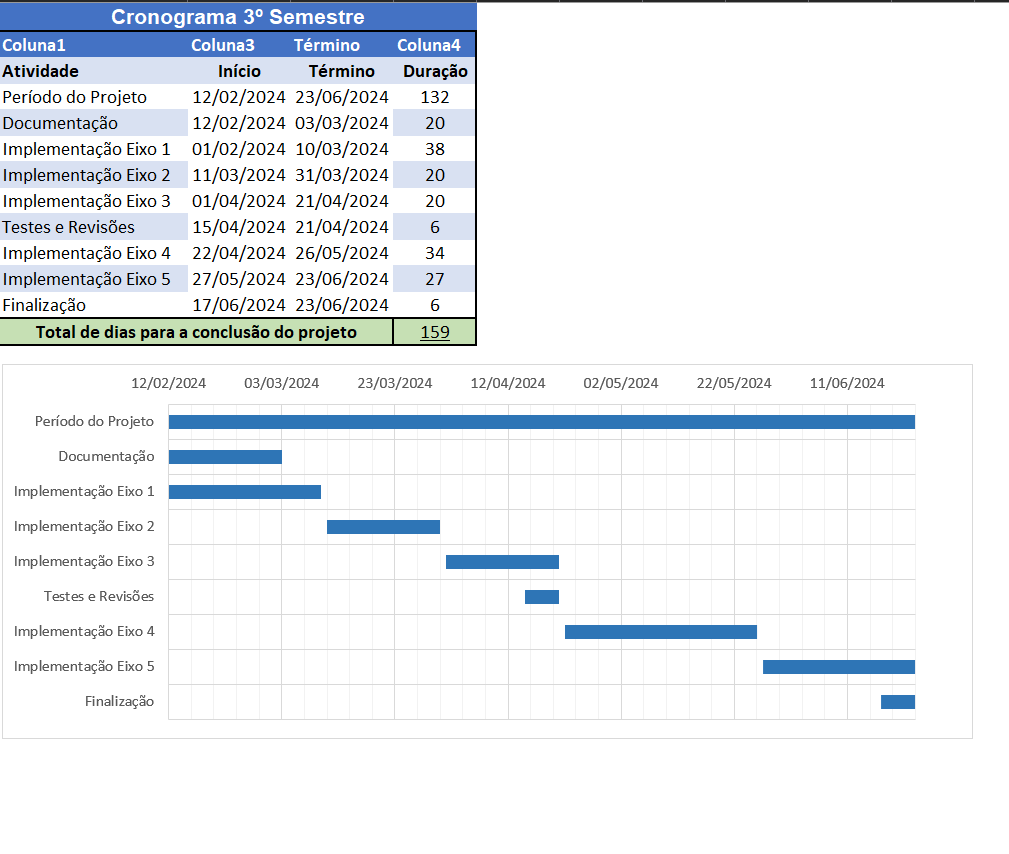 Cronograma 3º Semestre
Coluna1 Coluna3 Término Coluna4
Atividade Início Término Duração
Período do Projeto 12/02/2024 23/06/2024 132
Documentação 12/02/2024 03/03/2024 20
Implementação Eixo 1 01/02/2024 10/03/2024 38
Implementação Eixo 2 11/03/2024 31/03/2024 20
Implementação Eixo 3 01/04/2024 21/04/2024 20
Testes e Revisões 15/04/2024 21/04/2024 6
Implementação Eixo 4 22/04/2024 26/05/2024 34
Implementação Eixo 5 27/05/2024 23/06/2024 27
Finalização 17/06/2024 23/06/2024 6
Total de dias para a conclusão do projeto 159
12/02/2024 03/03/2024 23/03/2024 12/04/2024 02/05/2024 22/05/2024 11/06/2024
Período do Projeto
Documentação
Implementação Eixo 1
Implementação Eixo 2
Implementação Eixo 3
Testes e Revisões
Implementação Eixo 4
Implementação Eixo 5
Finalização